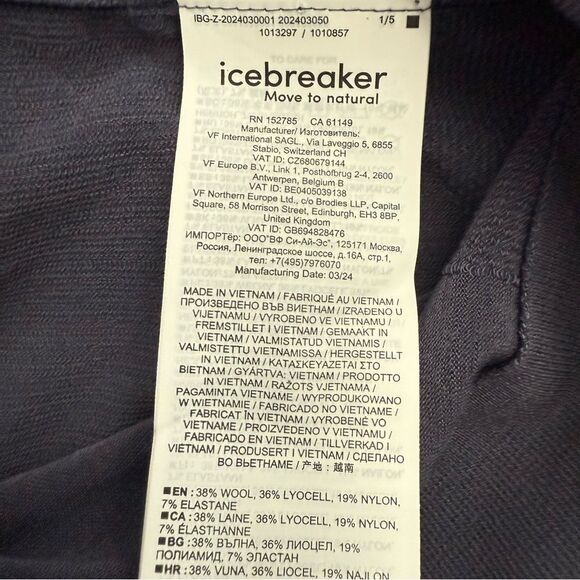 IBG-Z-2024030001 202403050 1/5
1013297 / 1010857
icebreaker
Move to natural
RN 152785 CA 61149
Manufacturer/ Изготовитель:
VF International SAGL., Via Laveggio 5, 6855
Stabio, Switzerland CH
VAT ID: CZ680679144
VF Europe B.V., Link 1, Posthofbrug 2-4, 2600
Antwerpen, Belgium B
VAT ID: BE0405039138
VF Northern Europe Ltd., c/o Brodies LLP, Capital
Square, 58 Morrison Street, Edinburgh, EH3 8BP,
United Kingdom
VAT ID: GB694828476
ИМПОРТёр: ООО"ВФ Си-Ай-Эс", 125171 Москва,
Россия, Ленинградское шоссе, д.16А, стр.1,
тел: +7(495)7976070
Manufacturing Date: 03/24
MADE IN VIETNAM / FABRIQUÉ AU VIETNAM /
ПРОИЗВЕДЕНО ВЪВ ВИЕТНАМ / IZRAĐENO U
VIJETNAMU / VYROBENO VE VIETNAMU /
FREMSTILLET I VIETNAM / GEMAAKT IN
VIETNAM / VALMISTATUD VIETNAMIS /
VALMISTETTU VIETNAMISSA / HERGESTELLT
IN VIETNAM / ΚΑΤΑΣΚΕΥΑΖΕΤΑΙ ΣΤΟ
ΒΙΕΤΝΑΜ / GYÁRTVA: VIETNAM / PRODOTTO
IN VIETNAM / RAŽOTS VJETNAMA /
PAGAMINTA VIETNAME / WYPRODUKOWANO
W WIETNAMIE / FABRICADO NO VIETNAME /
FABRICAT ÎN VIETNAM / VYROBENÉ VO
VIETNAME / PROIZVEDENO V VIETNAMU /
FABRICADO EN VIETNAM / TILLVERKAD I
VIETNAM / PRODUSERT I VIETNAM / СДЕЛАНО
ВО ВЬЕТНАМЕ / 产地：越南
EN : 38% WOOL, 36% LYOCELL, 19% NYLON,
7% ELASTANE
CA : 38% LAINE, 36% LYOCELL, 19% NYLON,
7% ÉLASTHANNE
BG : 38% ВЪЛНА, 36% ЛИОЦЕЛ, 19%
ПОЛИАМИД, 7% ЕЛАСТАН
HR : 38% VUNA, 36% LIOCEL, 19% NAJLON,